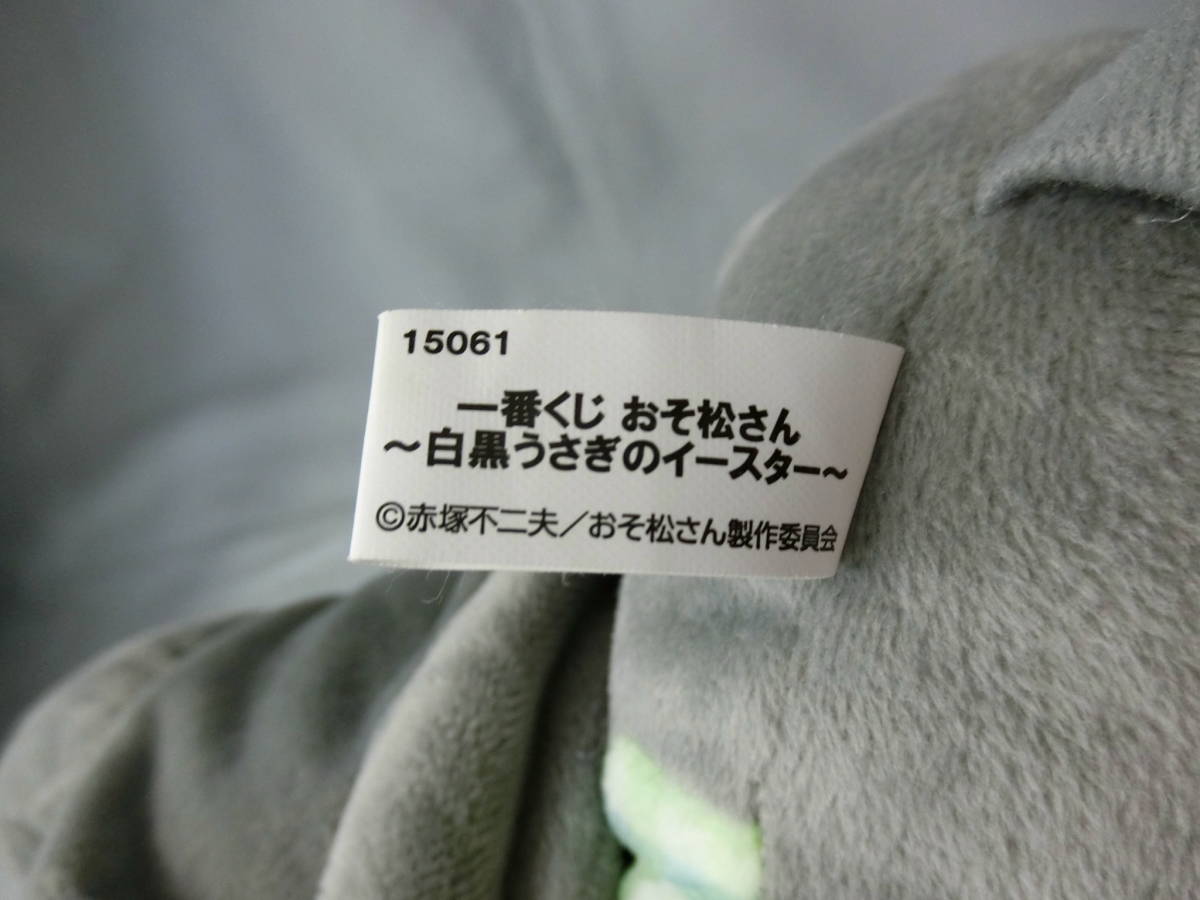 15061
一番くじ おそ松さん
～白黒うさぎのイースター～
©赤塚不二夫／おそ松さん製作委員会